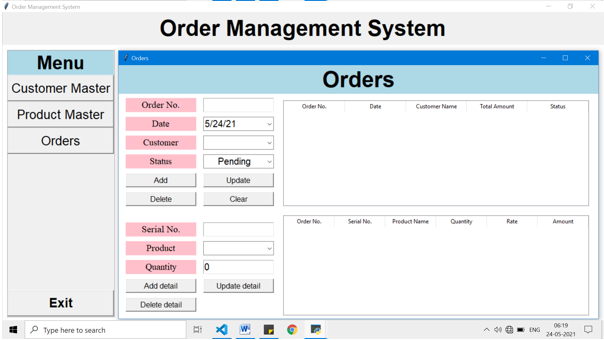 Order Management System
Order Management System
Menu
Customer Master
Product Master
Orders
Exit
Orders
Orders
Order No.
Date 5/24/21
Customer
Status Pending
Add Update
Delete Clear
Order No. Date Customer Name Total Amount Status
Serial No.
Product
Quantity 0
Add detail Update detail
Delete detail
Order No. Serial No. Product Name Quantity Rate Amount
Type here to search
ENG
06:19
24-05-2021